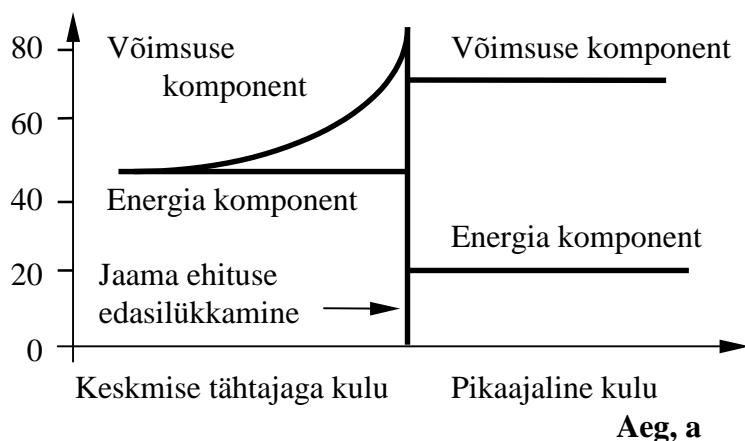 80
60
40
20
0
Võimsuse
komponent
Võimsuse komponent
Energia komponent
Energia komponent
Jaama ehituse
edasilükkamine
Keskmise tähtajaga kulu
Pikaajaline kulu
Aeg, a